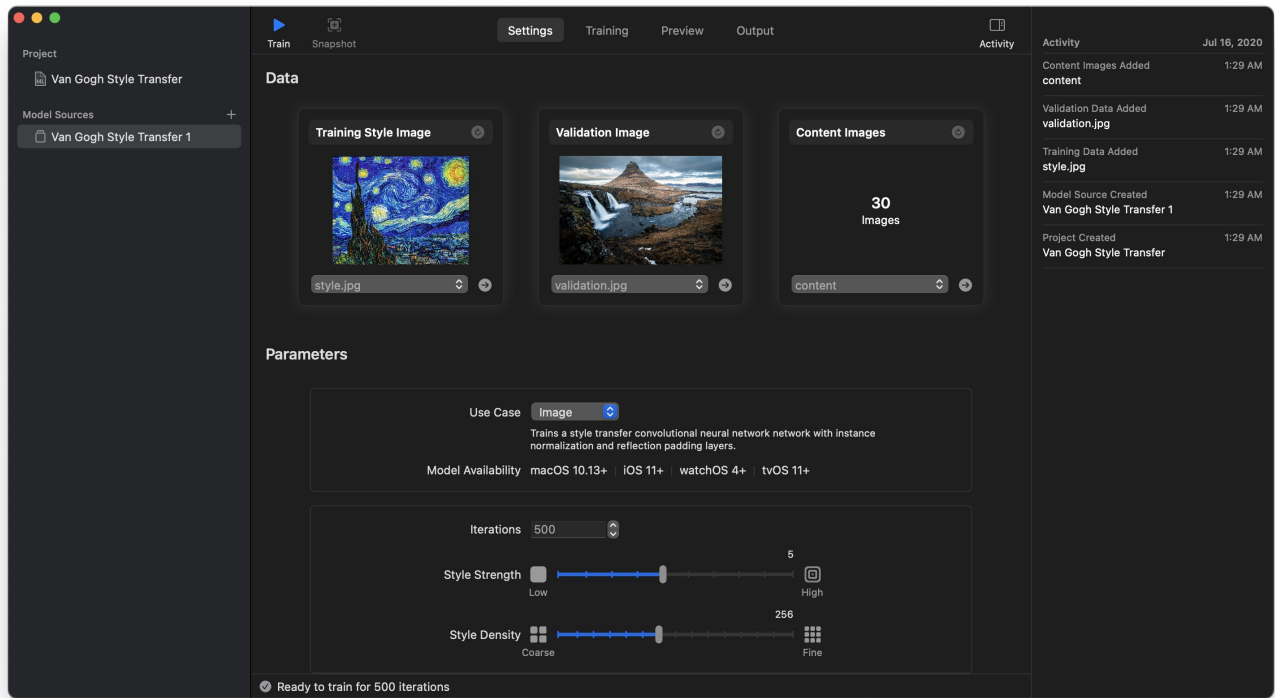 Project
Van Gogh Style Transfer
Model Sources
Van Gogh Style Transfer 1
Train
Snapshot
Settings
Training
Preview
Output
Activity
Data
Training Style Image
style.jpg
Validation Image
validation.jpg
Content Images
30
Images
content
Parameters
Use Case
Image
Trains a style transfer convolutional neural network network with instance
normalization and reflection padding layers.
Model Availability
macOS 10.13+ iOS 11+ watchOS 4+ tvOS 11+
Iterations
500
5
Style Strength
Low
High
256
Style Density
Coarse
Fine
Ready to train for 500 iterations
Activity Jul 16, 2020
Content Images Added 1:29 AM
content
Validation Data Added 1:29 AM
validation.jpg
Training Data Added 1:29 AM
style.jpg
Model Source Created 1:29 AM
Van Gogh Style Transfer 1
Project Created 1:29 AM
Van Gogh Style Transfer